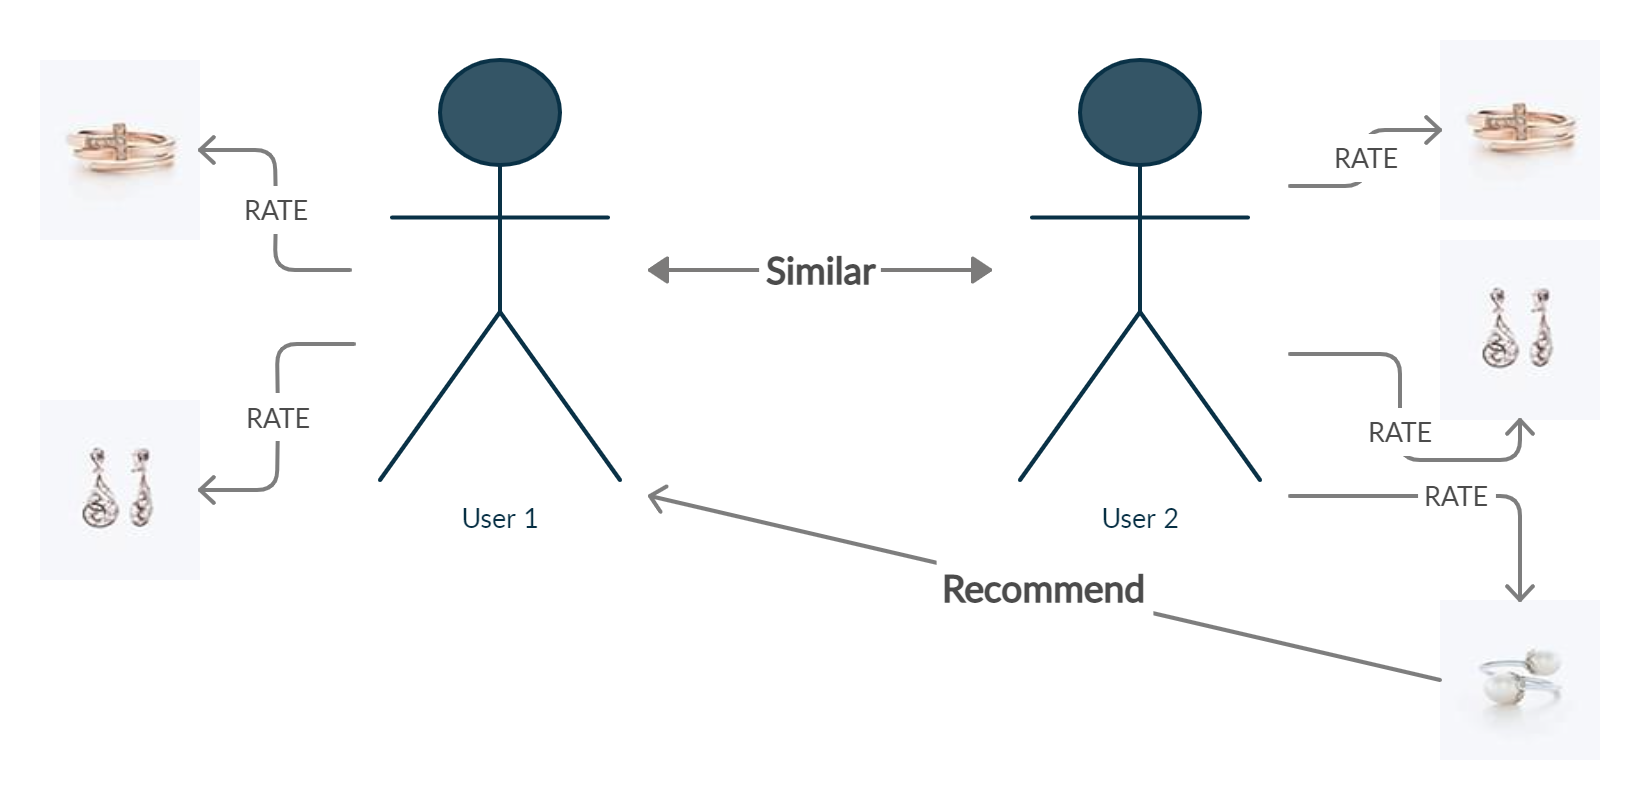 RATE
RATE
Similar
RATE
RATE
RATE
User 1
User 2
Recommend